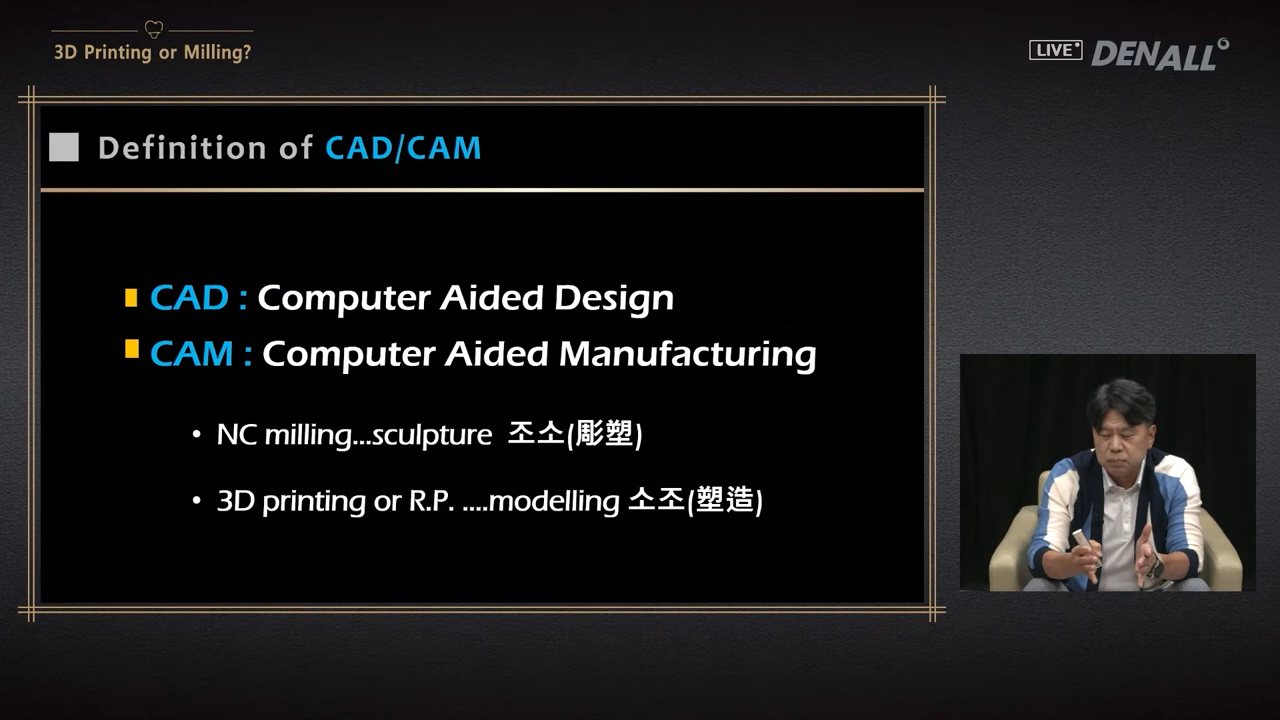 3D Printing or Milling?
LIVE
DENALL
Definition of CAD/CAM
CAD : Computer Aided Design
CAM : Computer Aided Manufacturing
• NC milling...sculpture 조소(彫塑)
• 3D printing or R.P. ....modelling 소조(塑造)